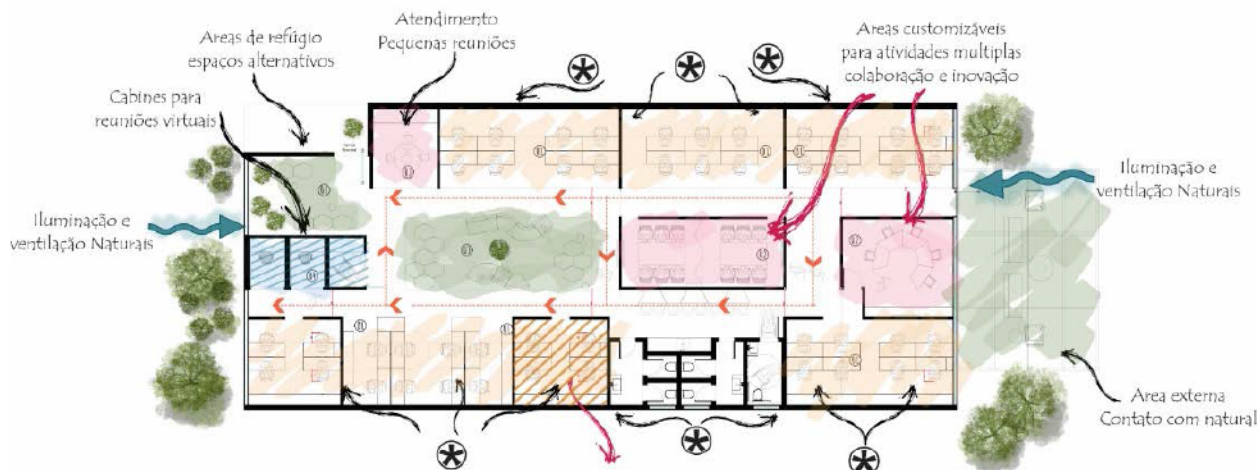 Areas de refúgio
espaços alternativos
Atendimento
Pequenas reuniões
Areas customizáveis
para atividades multiplas
colaboração e inovação
Cabines para
reuniões virtuais
Iluminação e
ventilação Naturais
Iluminação e
ventilação Naturais
Area externa
Contato com natural